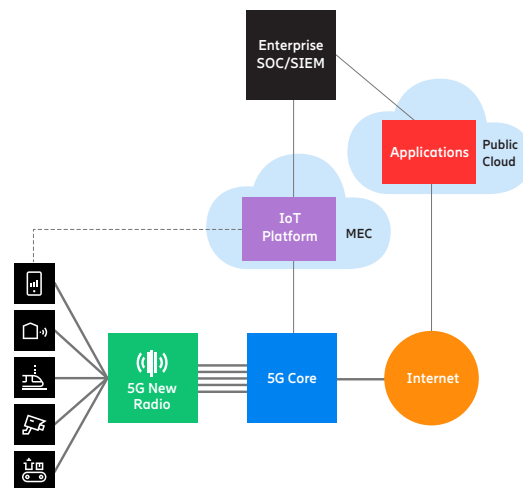 Enterprise
SOC/SIEM
Applications
Public
Cloud
IoT
Platform
MEC
5G New
Radio
5G Core
Internet